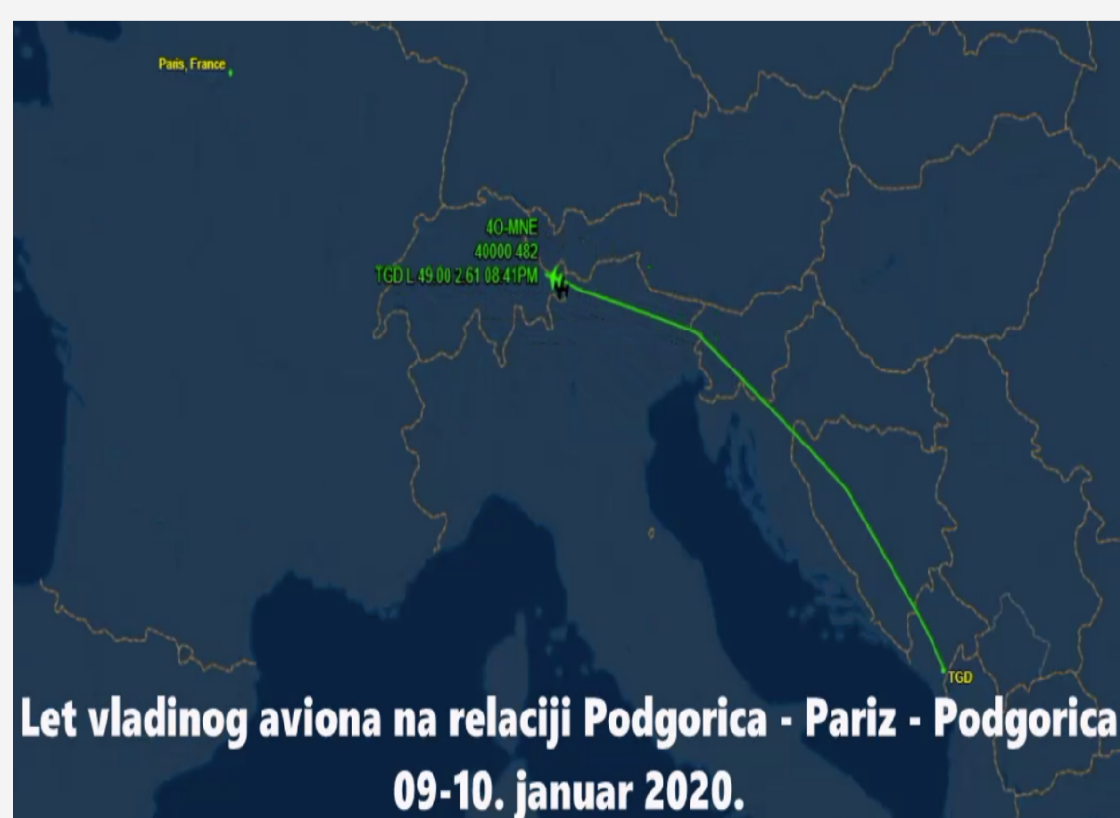 Paris, France
4O-MNE
40000 482
TGD L 49.00 2.61 08.41PM
TGD
Let vladinog aviona na relaciji Podgorica - Pariz - Podgorica
09-10. januar 2020.